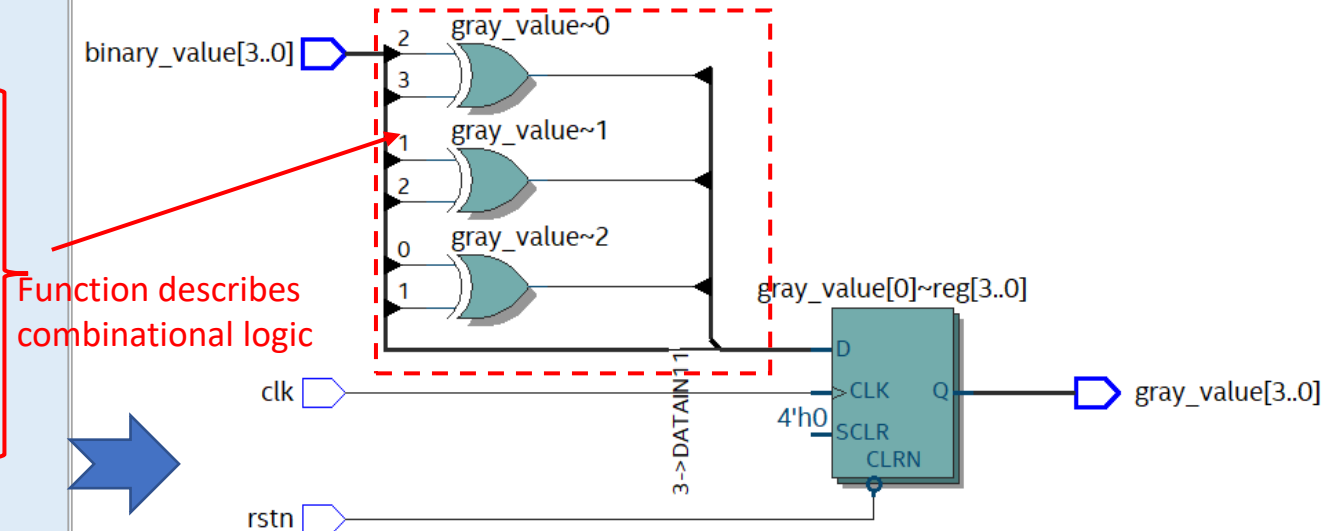 gray_value~0
binary_value[3..0]
2
3
gray_value~1
1
2
gray_value~2
0
1
Function describes
combinational logic
gray_value[0]~reg[3..0]
D
3->DATAIN11
clk
CLK
Q
gray_value[3..0]
4'h0
SCLR
CLRN
rstn